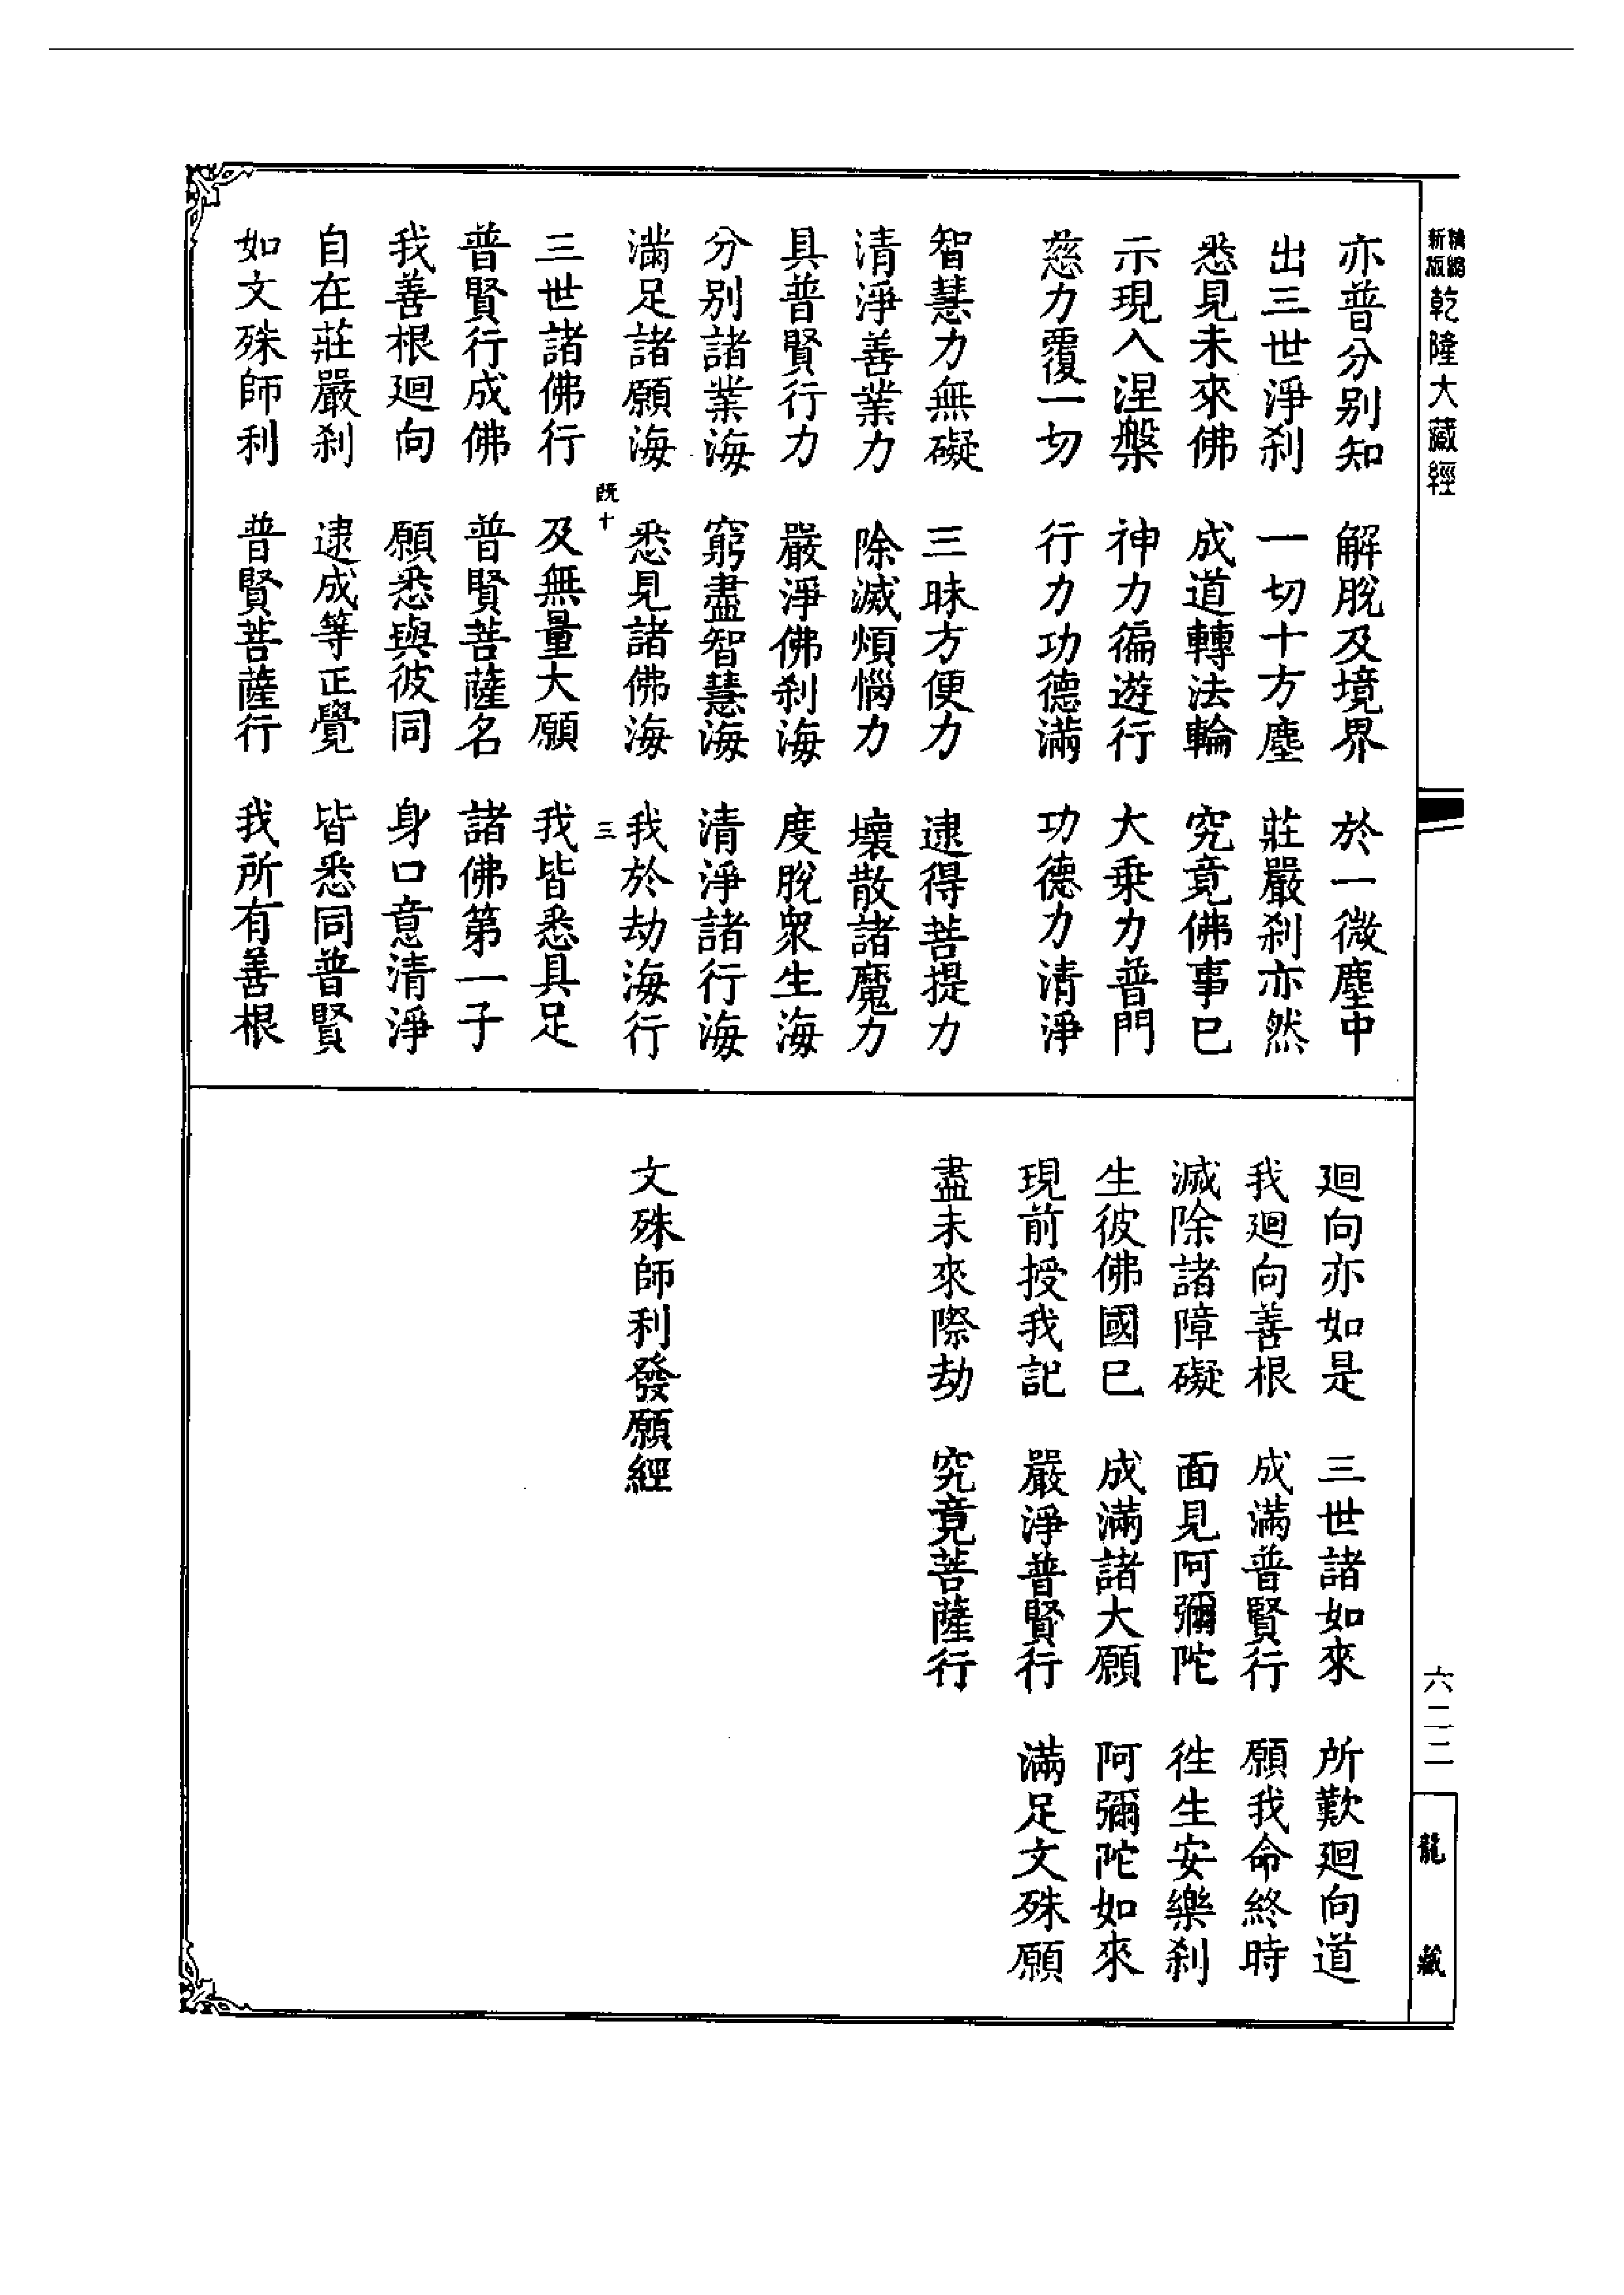 精縮新版 乾隆大藏經
亦普分別知　解脫及境界　於一微塵中
出三世淨刹　一切十方塵　莊嚴刹亦然
悉見未來佛　成道轉法輪　究竟佛事已
示現入涅槃　神力徧遊行　大乗力普門
慈力覆一切　行力功德滿　功德力清淨
智慧力無礙　三昧方便力　逮得菩提力
清淨善業力　除滅煩惱力　壞散諸魔力
具普賢行力　嚴淨佛刹海　度脫衆生海
分別諸業海　窮盡智慧海　清淨諸行海
滿足諸願海　悉見諸佛海　我於劫海行
既十　三
三世諸佛行　及無量大願　我皆悉具足
普賢行成佛　普賢菩薩名　諸佛第一子
我善根廻向　願悉與彼同　身口意清淨
自在莊嚴刹　逮成等正覺　皆悉同普賢
如文殊師利　普賢菩薩行　我所有善根
廻向亦如是　三世諸如來　所歎廻向道
我廻向善根　成滿普賢行　願我命終時
滅除諸障礙　面見阿彌陀　徃生安樂刹
生彼佛國已　成滿諸大願　阿彌陀如來
現前授我記　嚴淨普賢行　滿足文殊願
盡未來際劫　究竟菩薩行
文殊師利發願經
六二二
龍藏